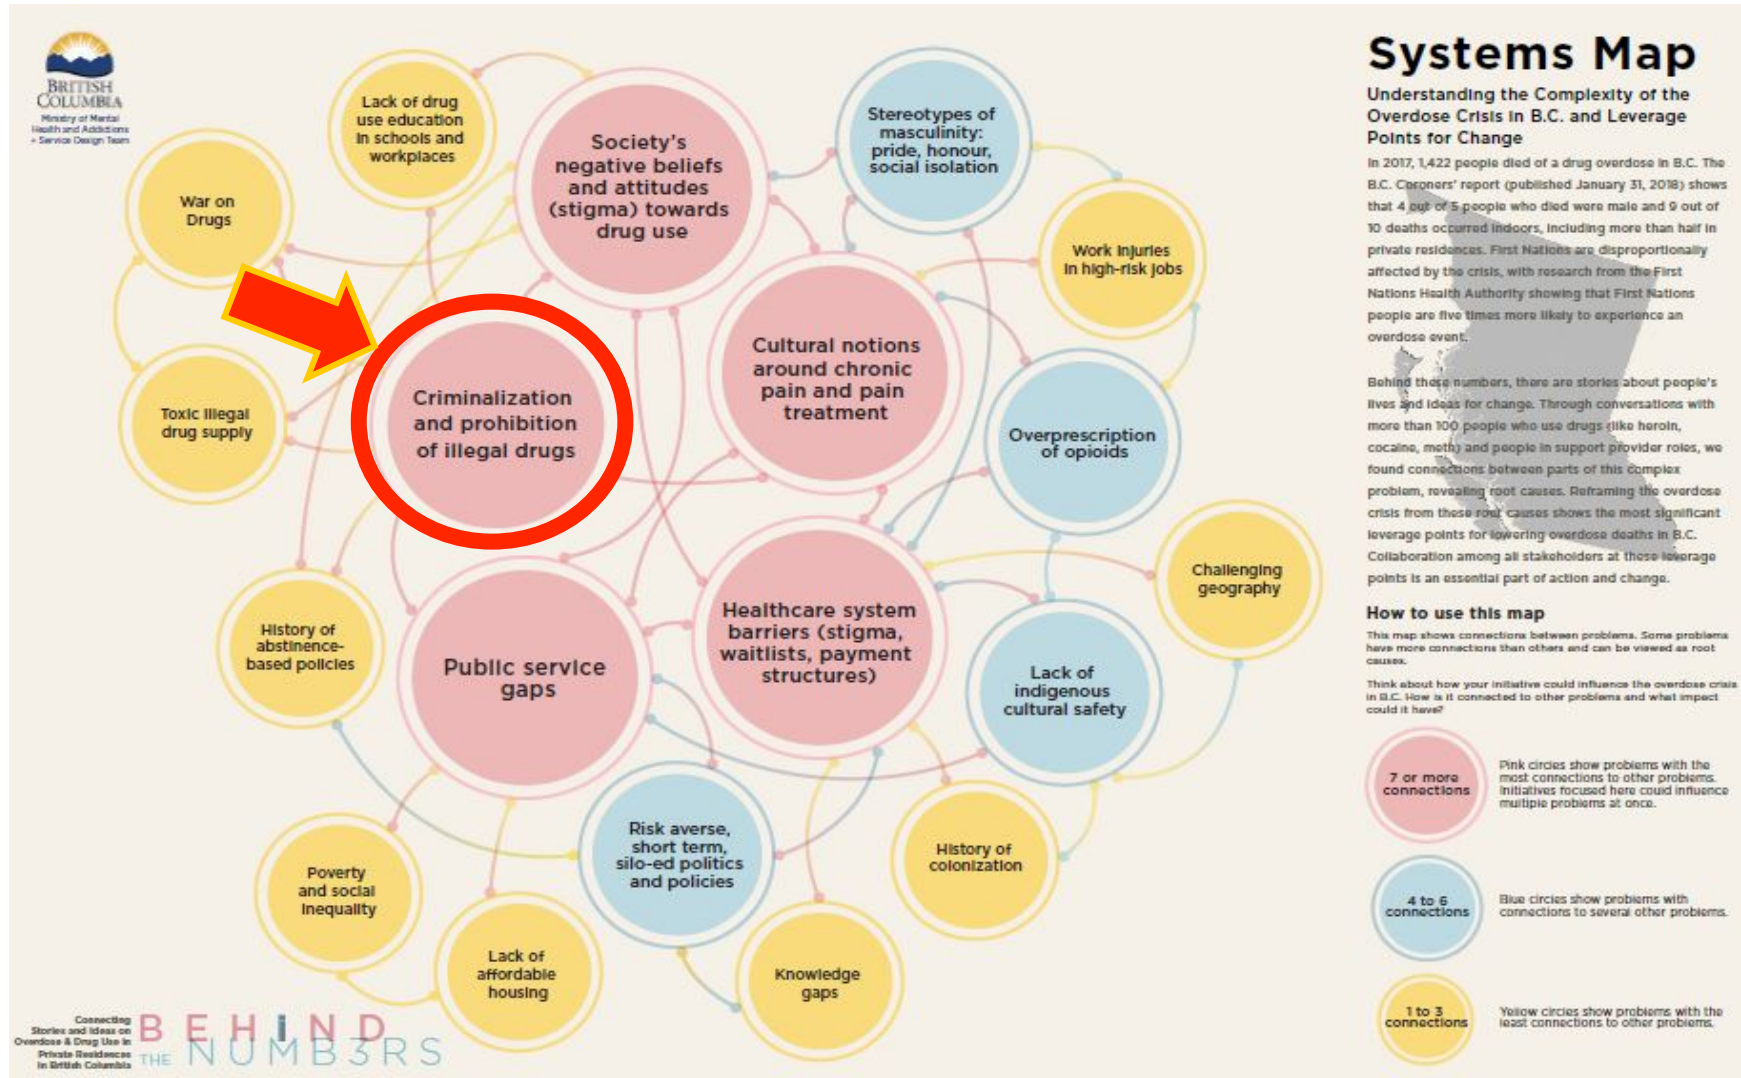 BRITISH
COLUMBIA
Ministry of Mental
Health and Addictions
+ Service Design Team
Lack of drug
use education
in schools and
workplaces
Society's
negative beliefs
and attitudes
(stigma) towards
drug use
Stereotypes of
masculinity:
pride, honour,
social isolation
War on
Drugs
Work injuries
in high-risk jobs
Cultural notions
around chronic
pain and pain
treatment
Criminalization
and prohibition
of illegal drugs
Toxic illegal
drug supply
Overprescription
of opioids
Challenging
geography
History of
abstinence-
based policies
Public service
gaps
Healthcare system
barriers (stigma,
waitlists, payment
structures)
Lack of
indigenous
cultural safety
Risk averse,
short term,
silo-ed politics
and policies
History of
colonization
Poverty
and social
inequality
Lack of
affordable
housing
Knowledge
gaps
Connecting
Stories and Ideas on
Overdose & Drug Use in
Private Residences
in British Columbia
BEHiND
THE NUMB3RS
Systems Map
Understanding the Complexity of the
Overdose Crisis in B.C. and Leverage
Points for Change
In 2017, 1,422 people died of a drug overdose in B.C. The
B.C. Coroners' report (published January 31, 2018) shows
that 4 out of 5 people who died were male and 9 out of
10 deaths occurred indoors, including more than half in
private residences. First Nations are disproportionally
affected by the crisis, with research from the First
Nations Health Authority showing that First Nations
people are five times more likely to experience an
overdose event.
Behind these numbers, there are stories about people's
lives and ideas for change. Through conversations with
more than 100 people who use drugs (like heroin,
cocaine, meth) and people in support provider roles, we
found connections between parts of this complex
problem, revealing root causes. Reframing the overdose
crisis from these root causes shows the most significant
leverage points for lowering overdose deaths in B.C.
Collaboration among all stakeholders at these leverage
points is an essential part of action and change.
How to use this map
This map shows connections between problems. Some problems
have more connections than others and can be viewed as root
causes.
Think about how your initiative could influence the overdose crisis
in B.C. How is it connected to other problems and what impact
could it have?
7 or more
connections
Pink circles show problems with the
most connections to other problems.
Initiatives focused here could influence
multiple problems at once.
4 to 6
connections
Blue circles show problems with
connections to several other problems.
1 to 3
connections
Yellow circles show problems with the
least connections to other problems.